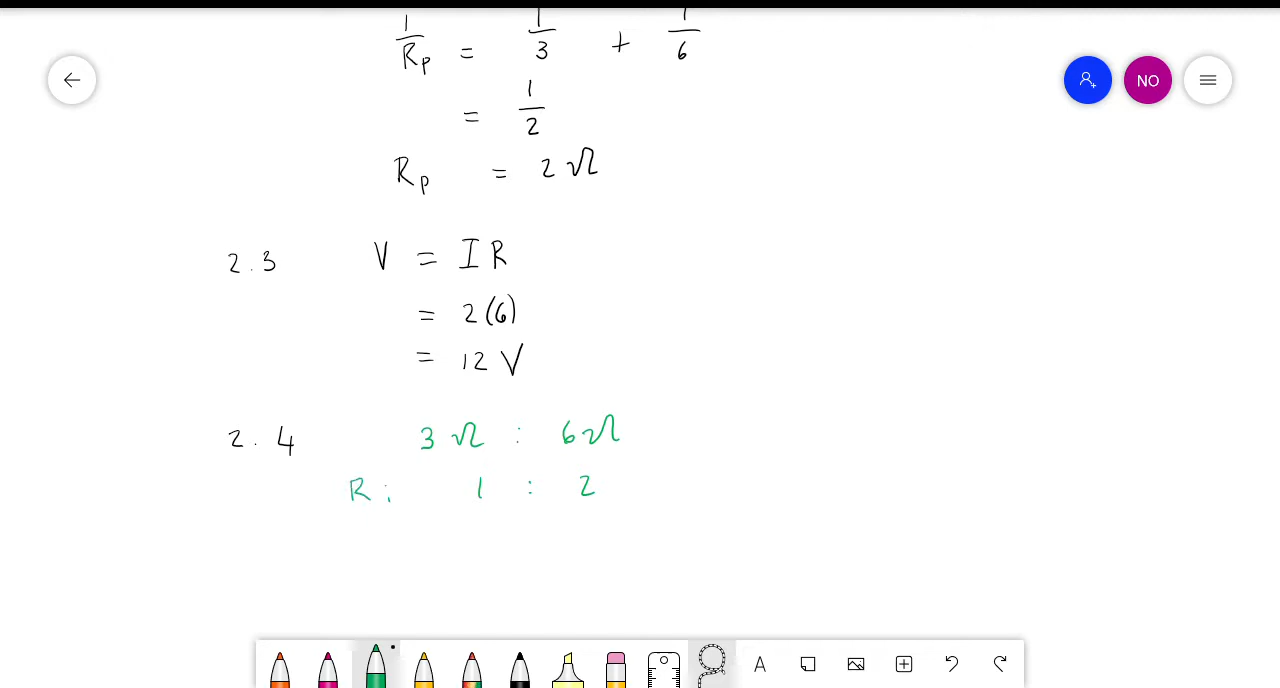 1/Rp = 1/3 + 1/6
= 1/2
Rp = 2 Ω
2.3 V = IR
= 2(6)
= 12 V
2.4 3 Ω : 6 Ω
R: 1 : 2
NO
A